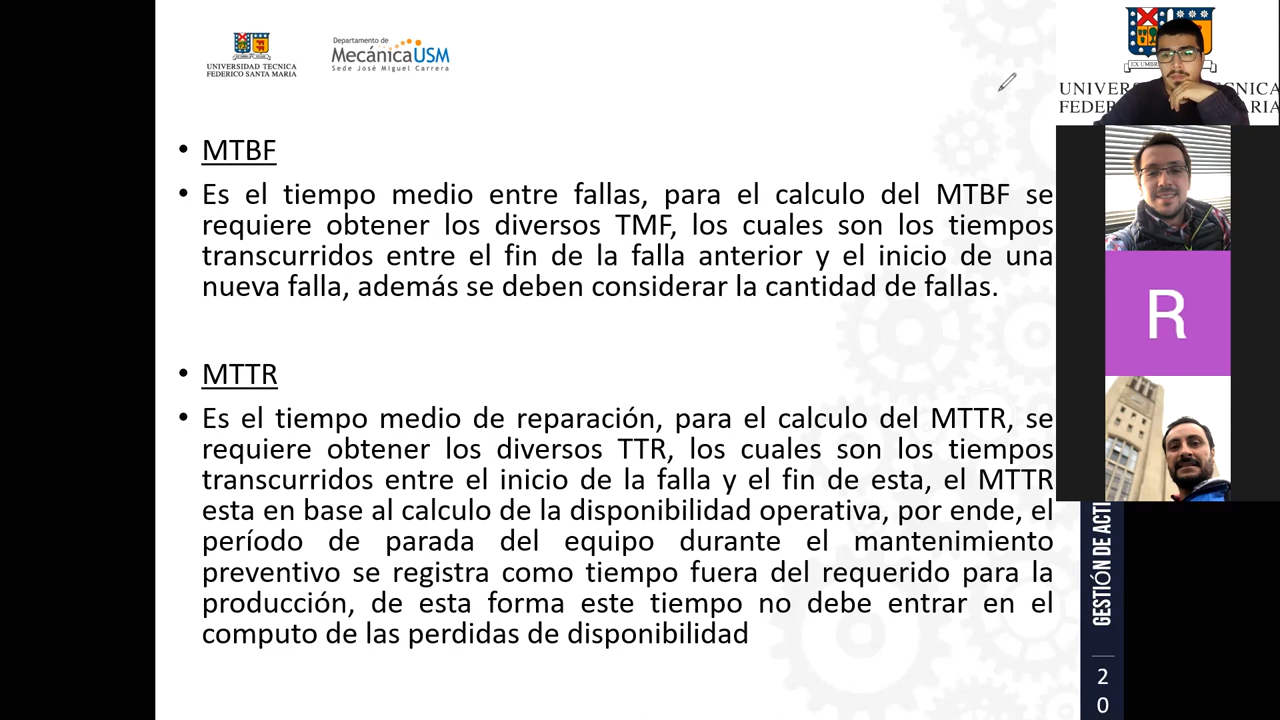 UNIVERSIDAD TECNICA
FEDERICO SANTA MARIA
Departamento de
MecánicaUSM
Sede José Miguel Carrera
• MTBF
• Es el tiempo medio entre fallas, para el calculo del MTBF se
requiere obtener los diversos TMF, los cuales son los tiempos
transcurridos entre el fin de la falla anterior y el inicio de una
nueva falla, además se deben considerar la cantidad de fallas.
• MTTR
• Es el tiempo medio de reparación, para el calculo del MTTR, se
requiere obtener los diversos TTR, los cuales son los tiempos
transcurridos entre el inicio de la falla y el fin de esta, el MTTR
esta en base al calculo de la disponibilidad operativa, por ende, el
período de parada del equipo durante el mantenimiento
preventivo se registra como tiempo fuera del requerido para la
producción, de esta forma este tiempo no debe entrar en el
computo de las perdidas de disponibilidad
EX UMBR
UNIVER NICA
FEDE ARIA
R
GESTIÓN DE ACTI
2
0